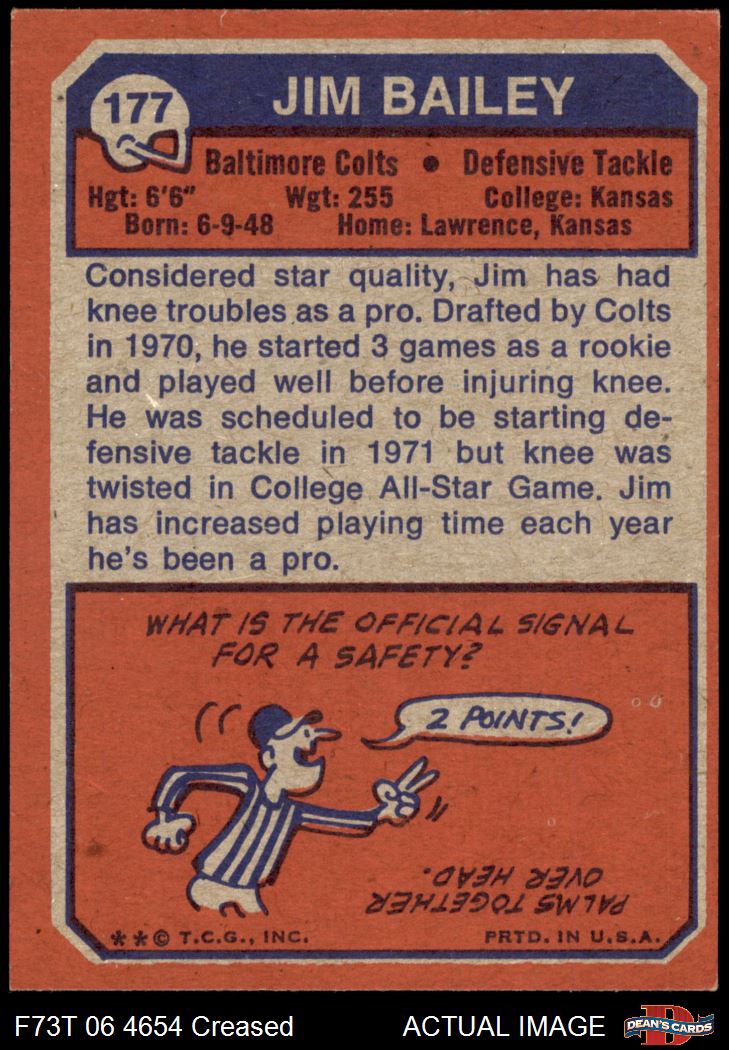 177
JIM BAILEY
Baltimore Colts • Defensive Tackle
Hgt: 6'6" Wgt: 255 College: Kansas
Born: 6-9-48 Home: Lawrence, Kansas
Considered star quality, Jim has had
knee troubles as a pro. Drafted by Colts
in 1970, he started 3 games as a rookie
and played well before injuring knee.
He was scheduled to be starting de-
fensive tackle in 1971 but knee was
twisted in College All-Star Game. Jim
has increased playing time each year
he's been a pro.
WHAT IS THE OFFICIAL SIGNAL
FOR A SAFETY?
2 POINTS!
PALMS TOGETHER
OVER HEAD.
**© T.C.G., INC. PRTD. IN U.S.A.
F73T 06 4654 Creased ACTUAL IMAGE
D
DEAN'S CARDS